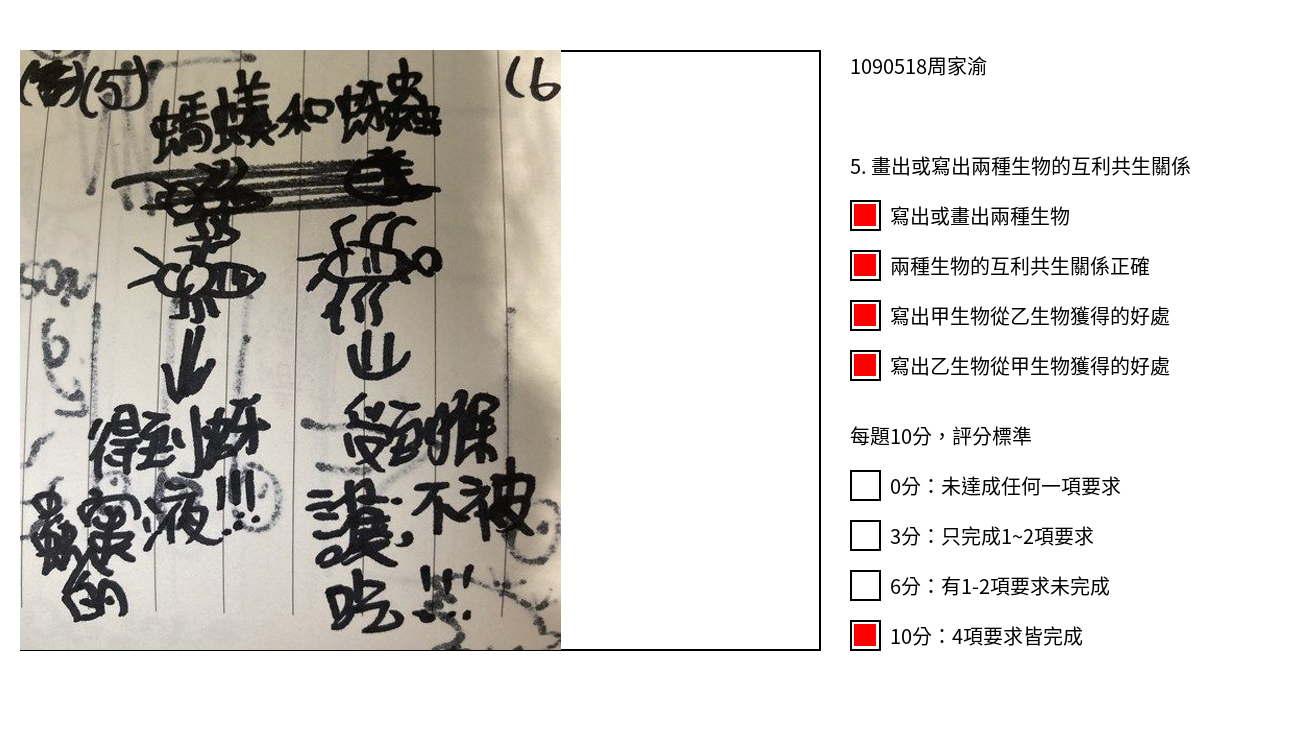 (5)
(6
螞蟻和蚜蟲
得到蚜蟲
蜜液!!!
的
受到保
護,不被
吃!!!
1090518周家渝
5. 畫出或寫出兩種生物的互利共生關係
寫出或畫出兩種生物
兩種生物的互利共生關係正確
寫出甲生物從乙生物獲得的好處
寫出乙生物從甲生物獲得的好處
每題10分，評分標準
0分：未達成任何一項要求
3分：只完成1~2項要求
6分：有1-2項要求未完成
10分：4項要求皆完成